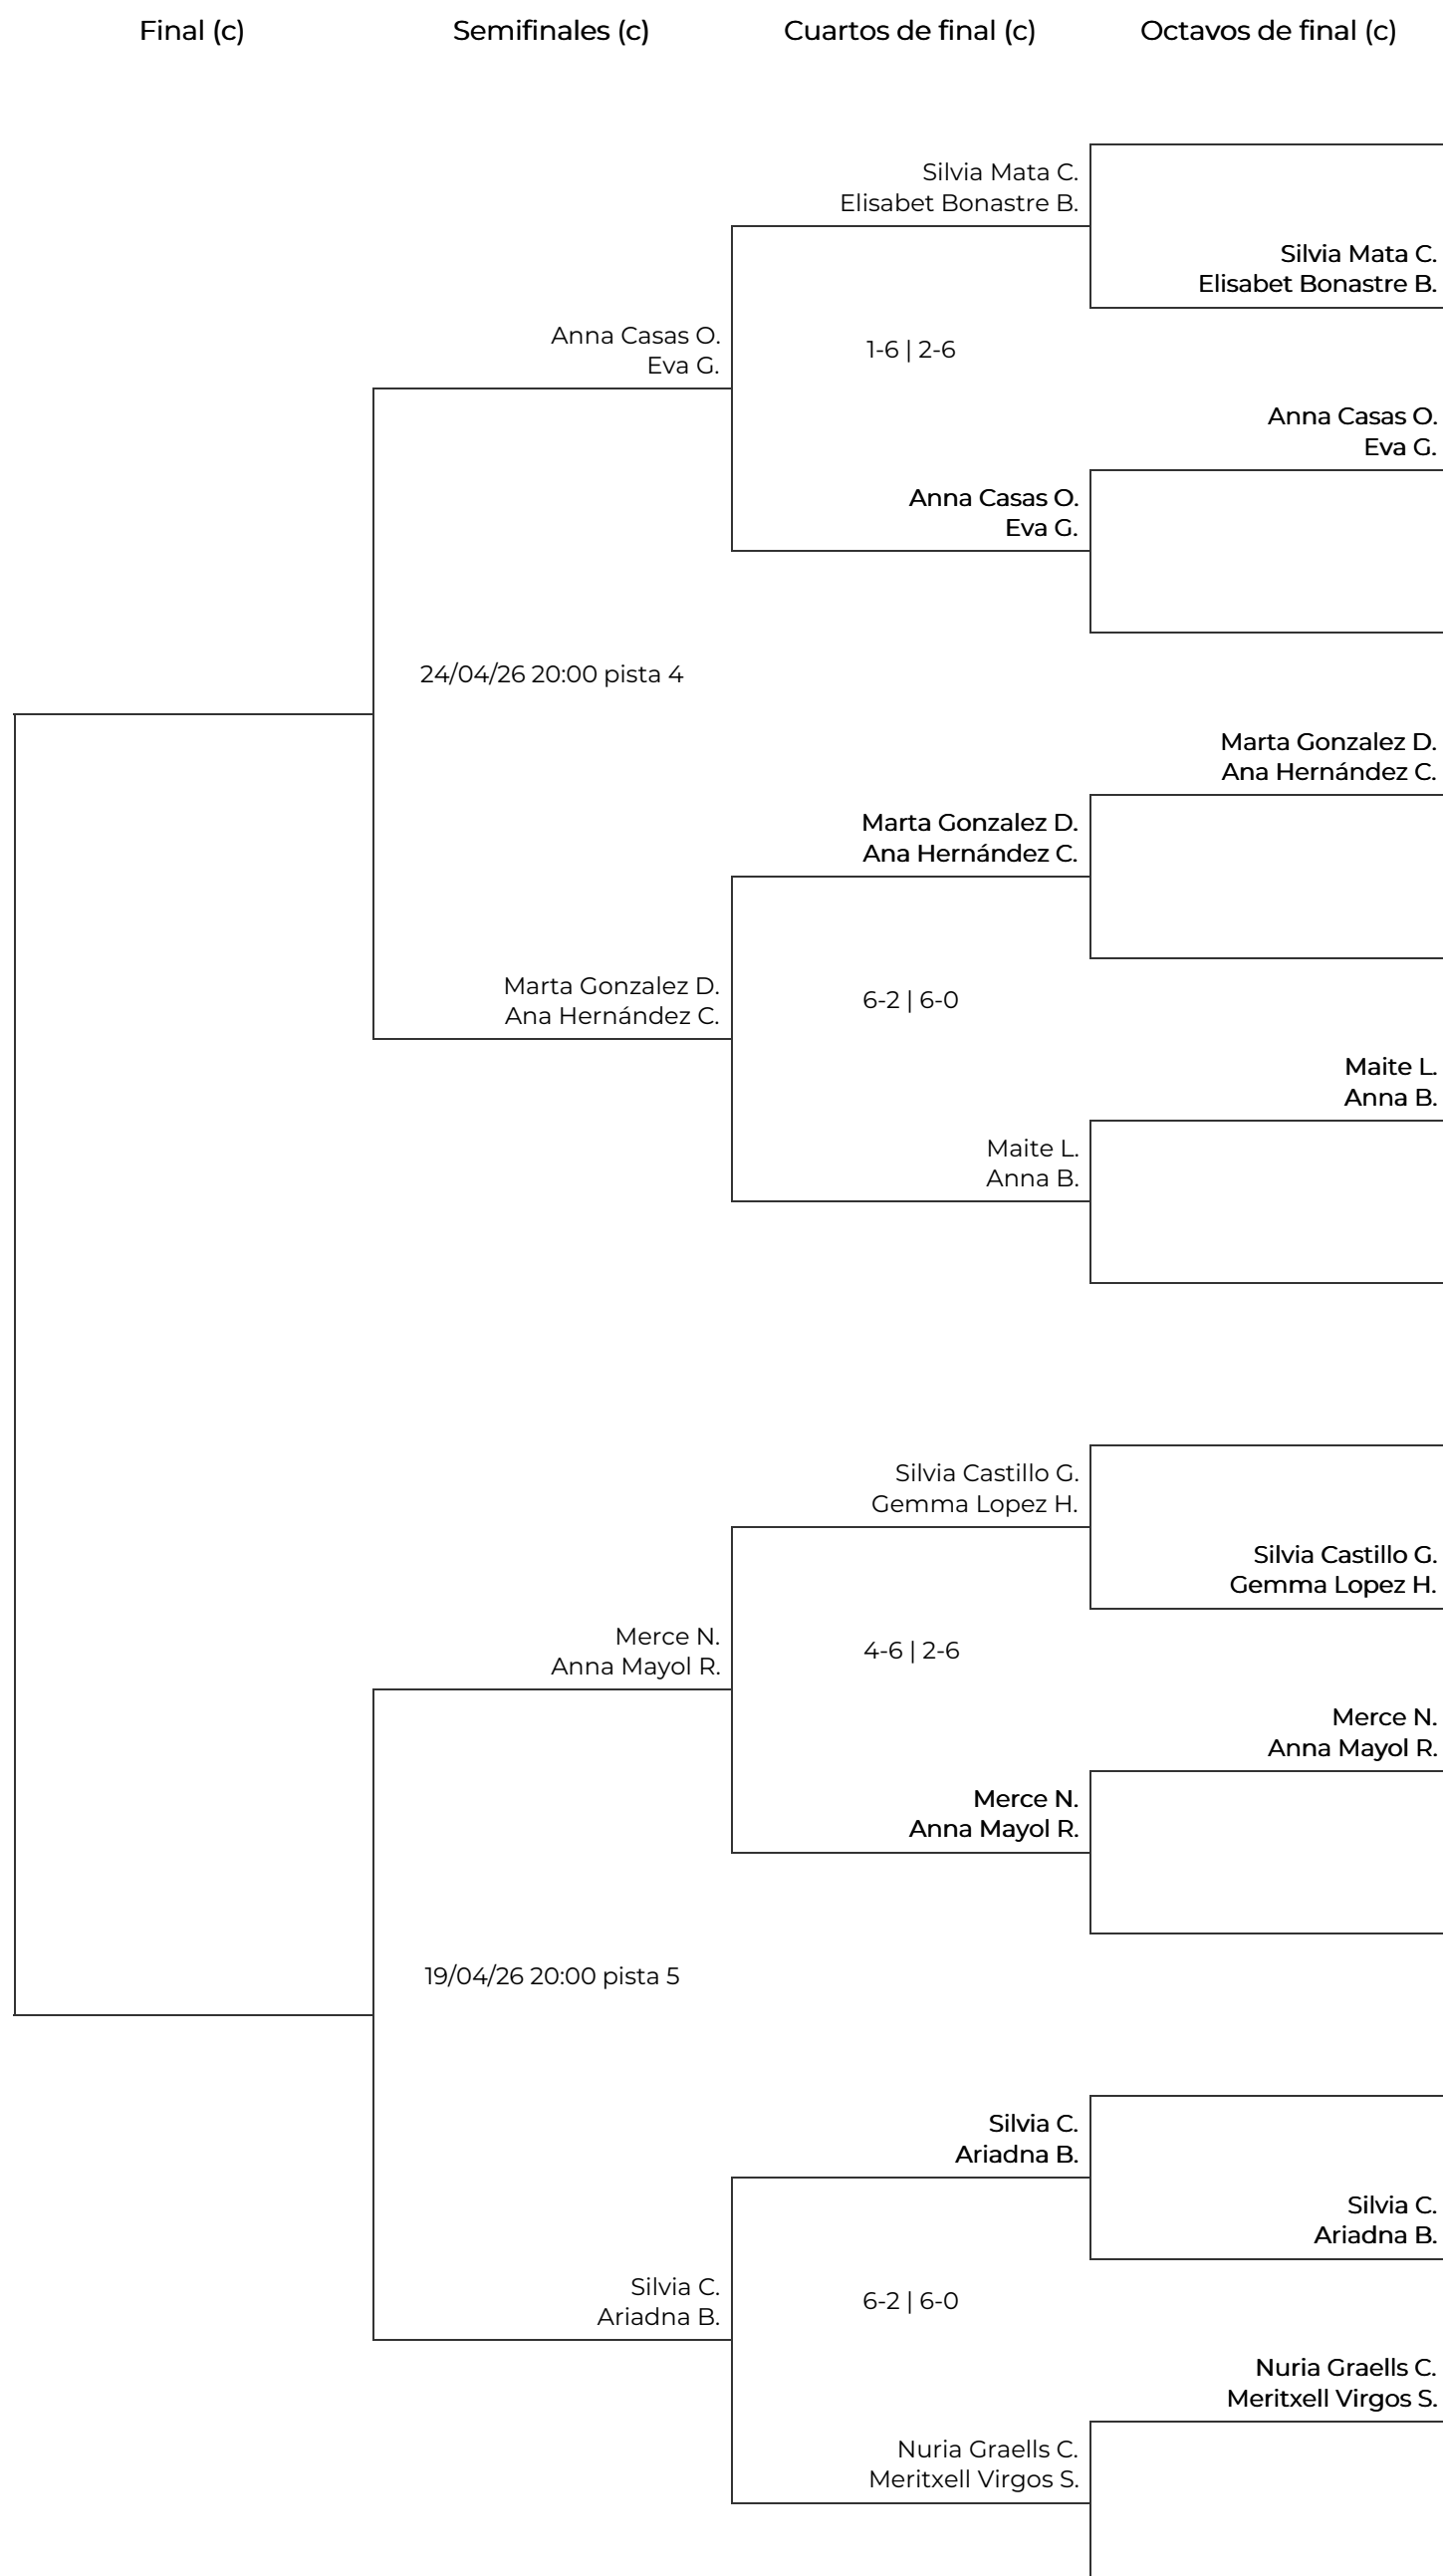 Final (c)
Semifinales (c)
Cuartos de final (c)
Octavos de final (c)
Silvia Mata C.
Elisabet Bonastre B.
Silvia Mata C.
Elisabet Bonastre B.
Anna Casas O.
Eva G.
1-6 | 2-6
Anna Casas O.
Eva G.
Anna Casas O.
Eva G.
24/04/26 20:00 pista 4
Marta Gonzalez D.
Ana Hernández C.
Marta Gonzalez D.
Ana Hernández C.
Marta Gonzalez D.
Ana Hernández C.
6-2 | 6-0
Maite L.
Anna B.
Maite L.
Anna B.
Silvia Castillo G.
Gemma Lopez H.
Silvia Castillo G.
Gemma Lopez H.
Merce N.
Anna Mayol R.
4-6 | 2-6
Merce N.
Anna Mayol R.
Merce N.
Anna Mayol R.
19/04/26 20:00 pista 5
Silvia C.
Ariadna B.
Silvia C.
Ariadna B.
Silvia C.
Ariadna B.
6-2 | 6-0
Nuria Graells C.
Meritxell Virgos S.
Nuria Graells C.
Meritxell Virgos S.